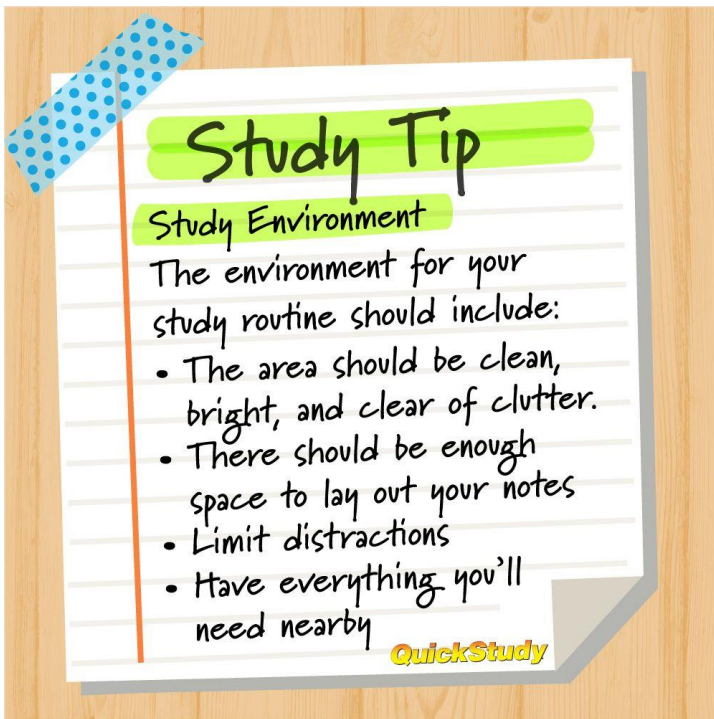 Study Tip
Study Environment
The environment for your
study routine should include:
• The area should be clean,
bright, and clear of clutter.
• There should be enough
space to lay out your notes
• Limit distractions
• Have everything you'll
need nearby
QuickStudy